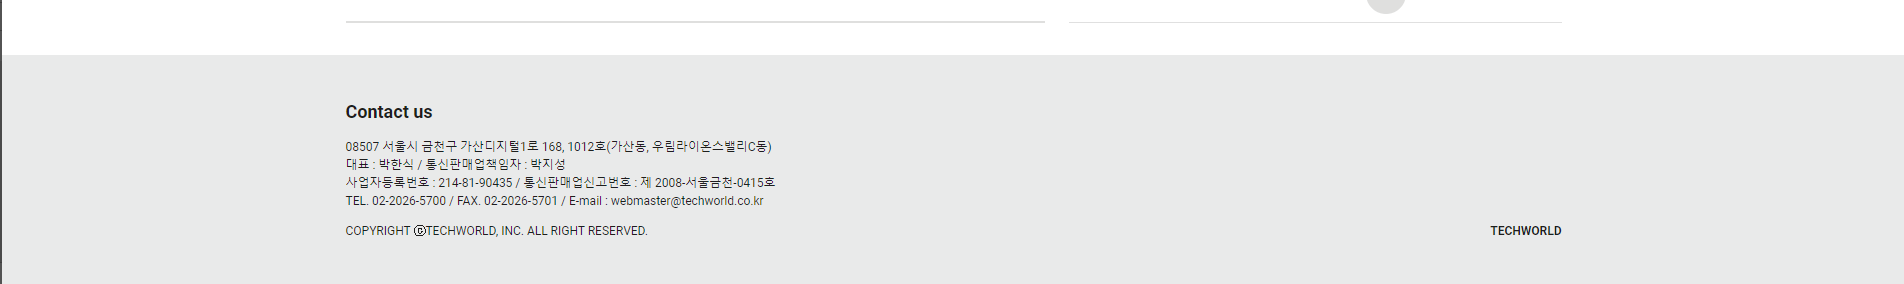 Contact us
08507 서울시 금천구 가산디지털1로 168, 1012호(가산동, 우림라이온스밸리C동)
대표 : 박한식 / 통신판매업책임자 : 박지성
사업자등록번호 : 214-81-90435 / 통신판매업신고번호 : 제 2008-서울금천-0415호
TEL. 02-2026-5700 / FAX. 02-2026-5701 / E-mail : webmaster@techworld.co.kr
COPYRIGHT ⓒTECHWORLD, INC. ALL RIGHT RESERVED. TECHWORLD